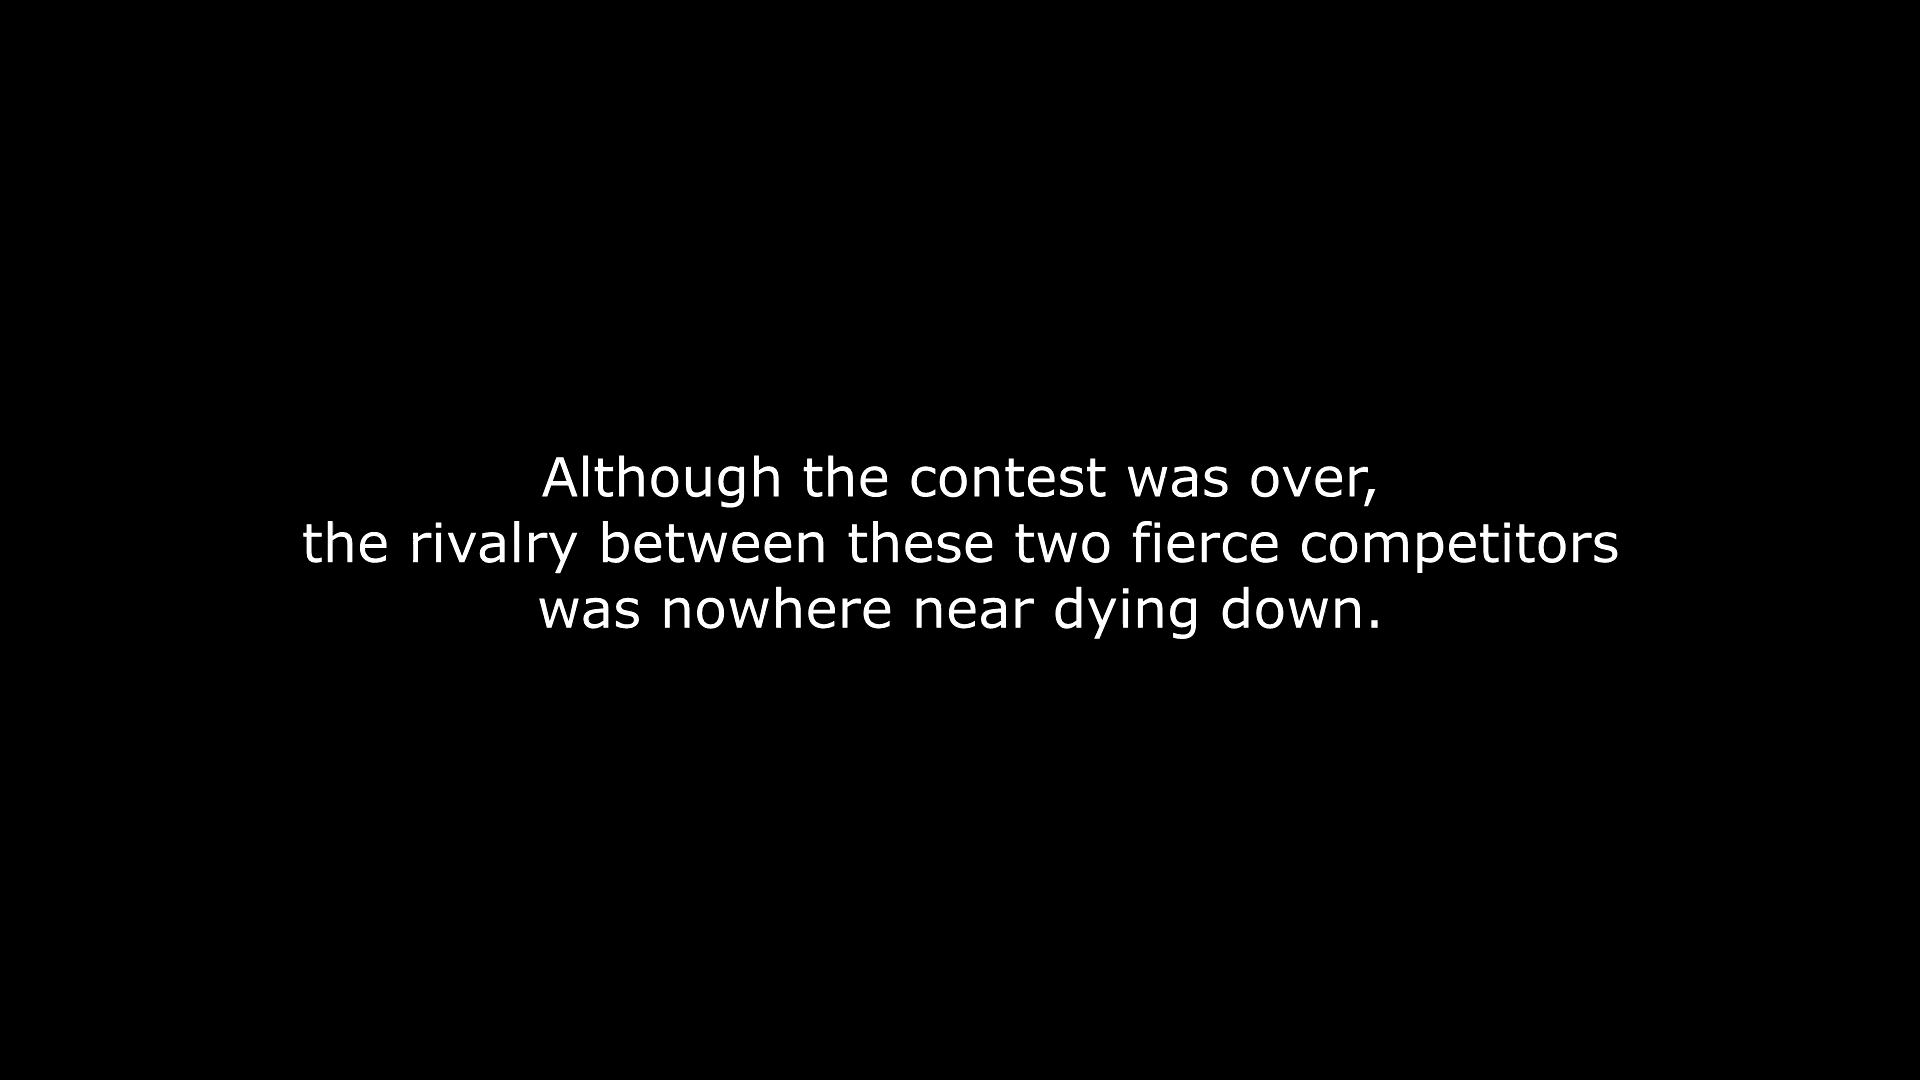 Although the contest was over,
the rivalry between these two fierce competitors
was nowhere near dying down.